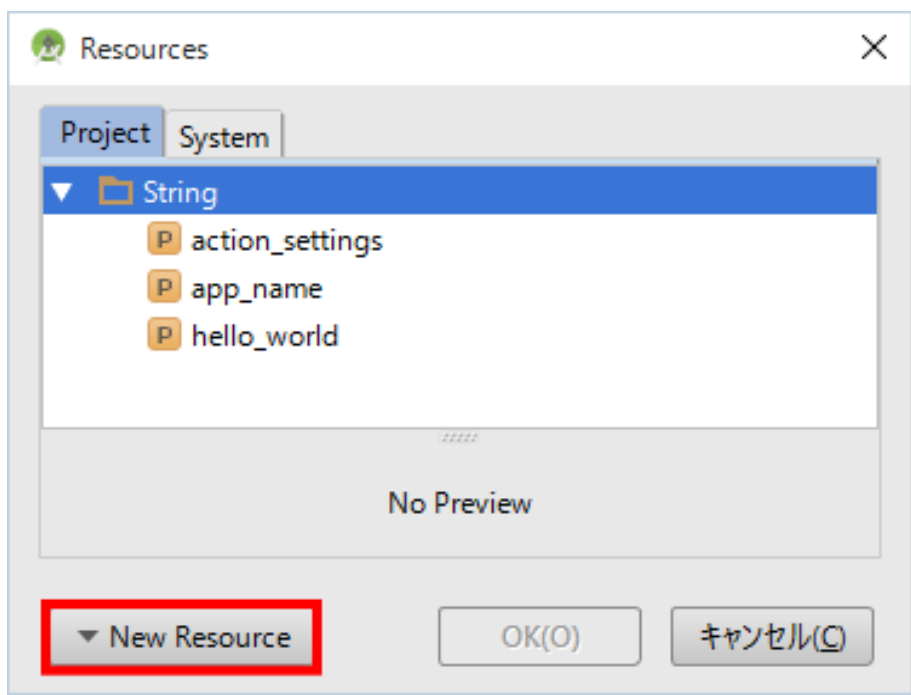 Resources
Project System
String
P action_settings
P app_name
P hello_world
No Preview
New Resource OK(O) キャンセル(C)